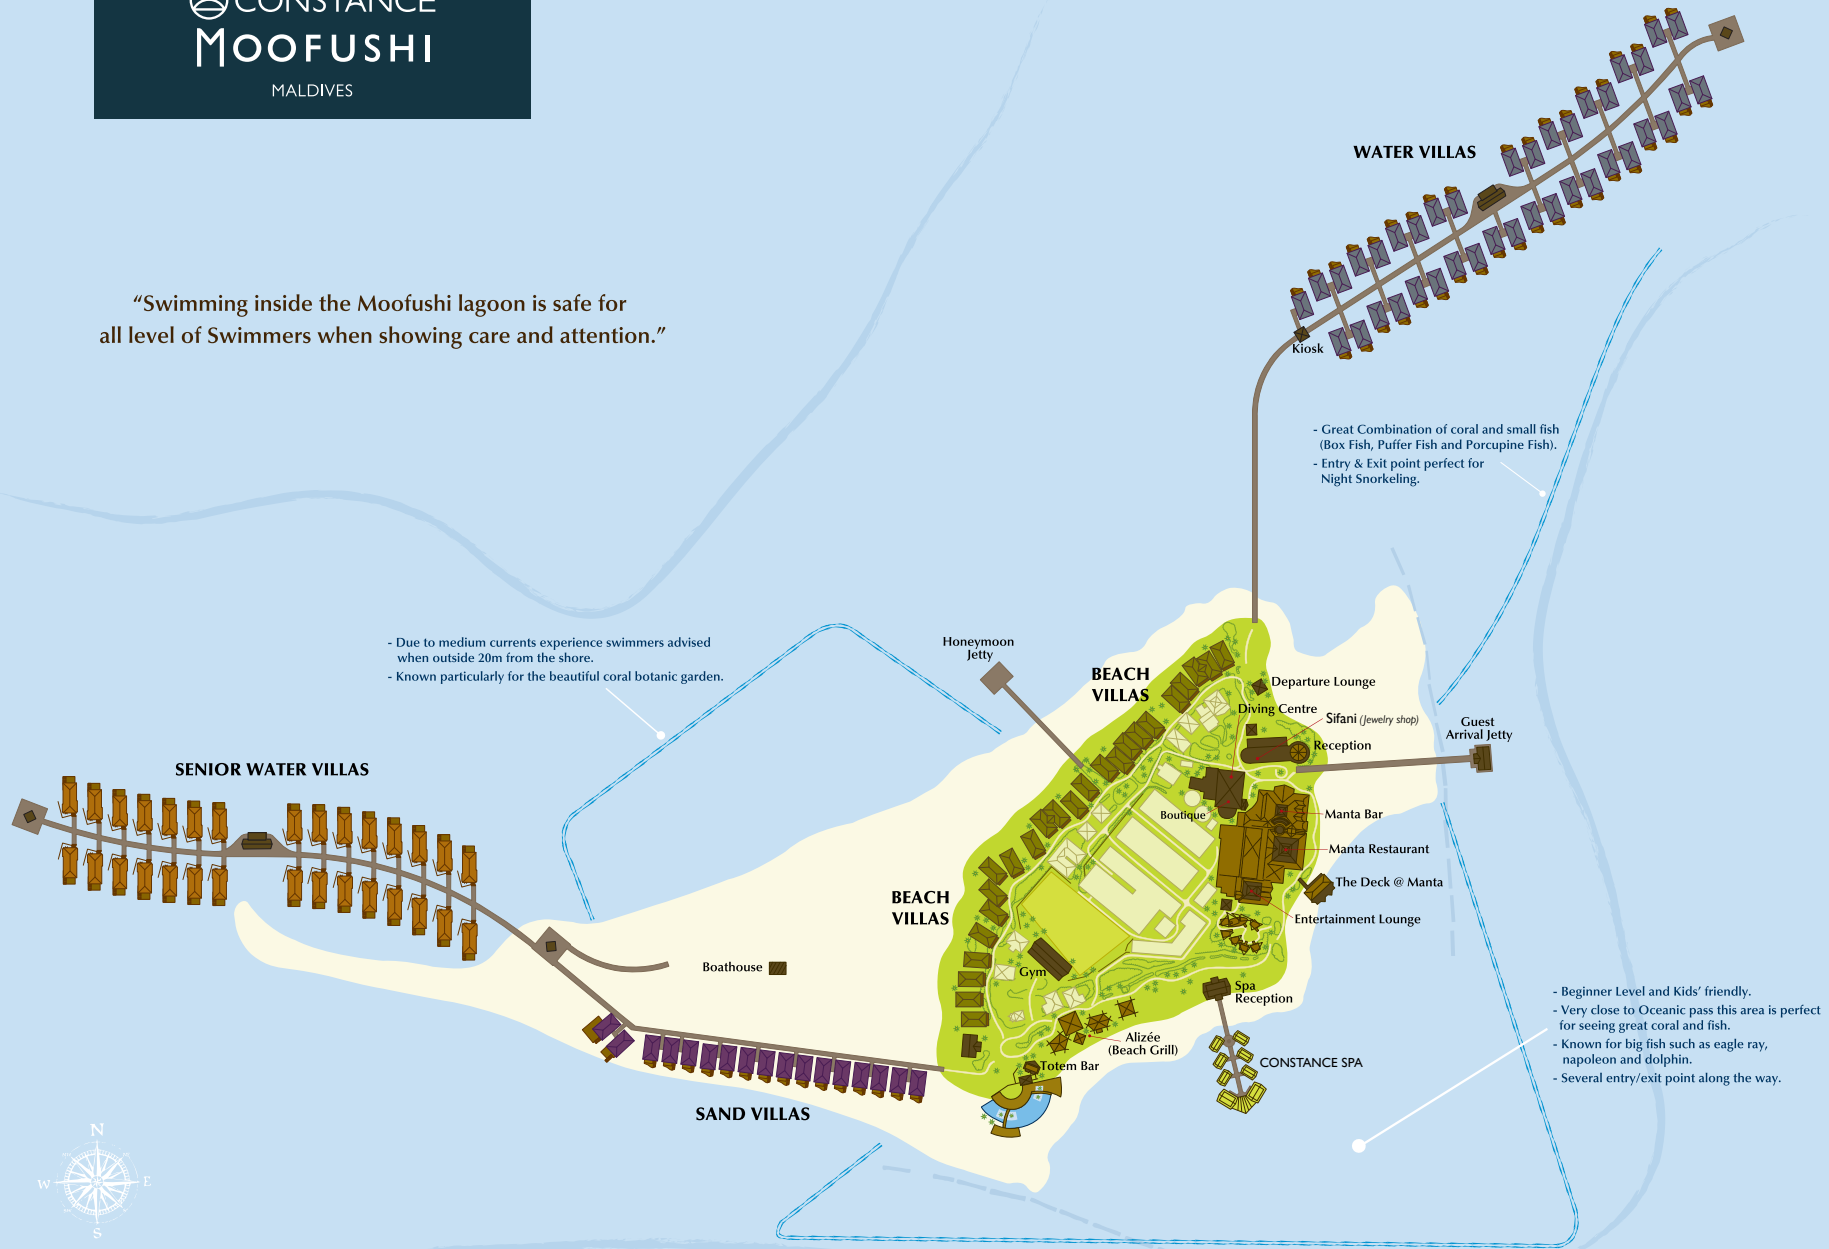 CONSTANCE
MOOFUSHI
MALDIVES
WATER VILLAS
“Swimming inside the Moofushi lagoon is safe for
all level of Swimmers when showing care and attention.”
Kiosk
- Great Combination of coral and small fish
(Box Fish, Puffer Fish and Porcupine Fish).
- Entry & Exit point perfect for
Night Snorkeling.
- Due to medium currents experience swimmers advised
when outside 20m from the shore.
- Known particularly for the beautiful coral botanic garden.
Honeymoon
Jetty
BEACH
VILLAS
Departure Lounge
Diving Centre
Sifani (Jewelry shop)
Reception
Guest
Arrival Jetty
SENIOR WATER VILLAS
Boutique
Manta Bar
Manta Restaurant
The Deck @ Manta
Entertainment Lounge
BEACH
VILLAS
Boathouse
Gym
Spa
Reception
- Beginner Level and Kids’ friendly.
- Very close to Oceanic pass this area is perfect
for seeing great coral and fish.
- Known for big fish such as eagle ray,
napoleon and dolphin.
- Several entry/exit point along the way.
Alizée
(Beach Grill)
Totem Bar
CONSTANCE SPA
SAND VILLAS
N
W
E
S